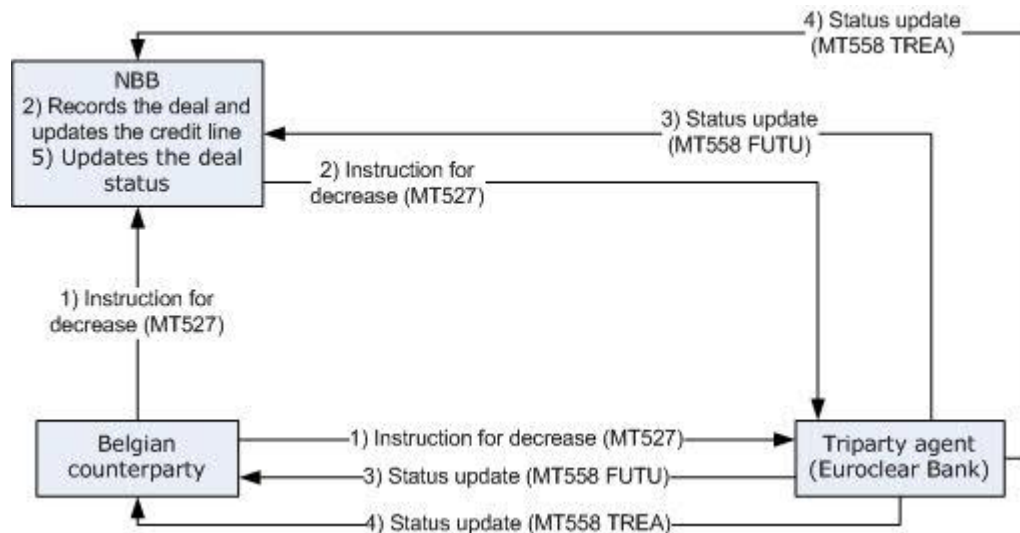 4) Status update
(MT558 TREA)
NBB
2) Records the deal and
updates the credit line
5) Updates the deal
status
3) Status update
(MT558 FUTU)
2) Instruction for
decrease (MT527)
1) Instruction for
decrease (MT527)
Belgian
counterparty
1) Instruction for decrease (MT527)
3) Status update (MT558 FUTU)
4) Status update (MT558 TREA)
Triparty agent
(Euroclear Bank)